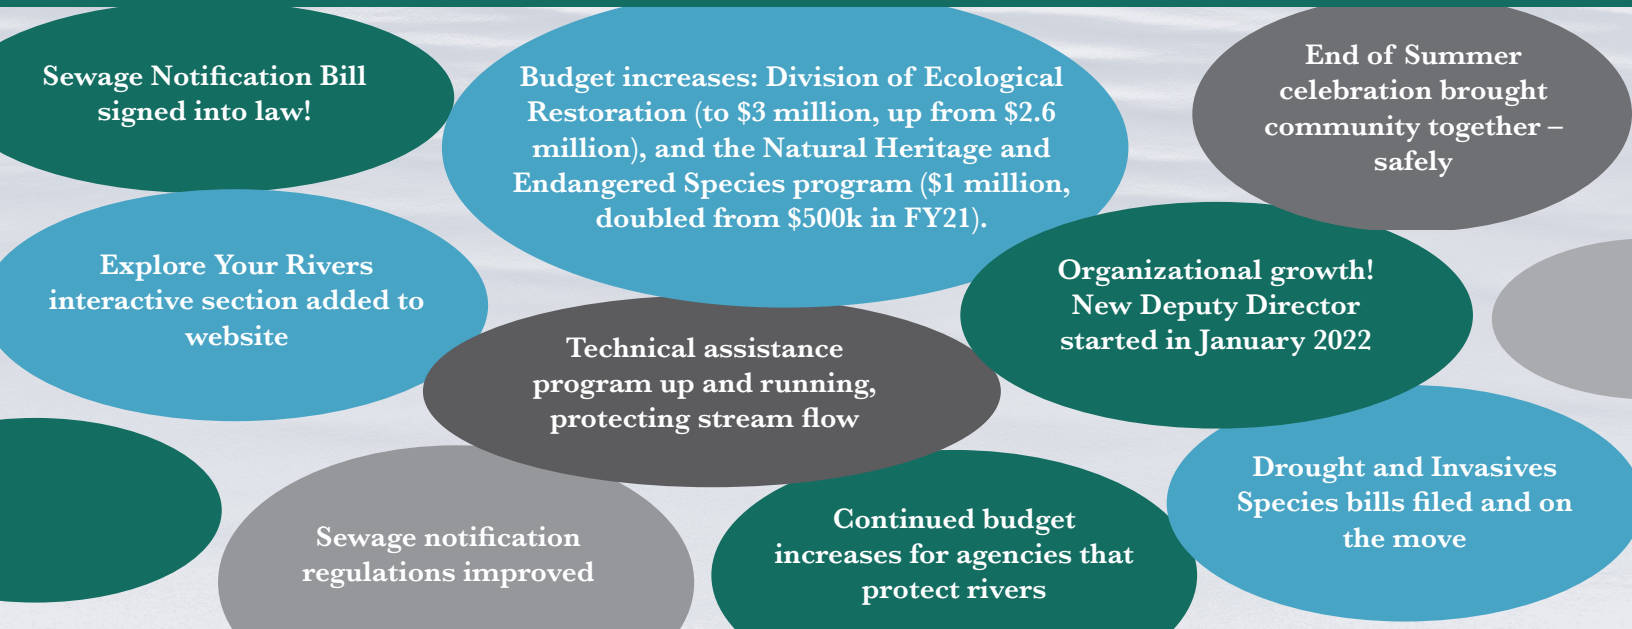 Sewage Notification Bill
signed into law!
Budget increases: Division of Ecological
Restoration (to $3 million, up from $2.6
million), and the Natural Heritage and
Endangered Species program ($1 million,
doubled from $500k in FY21).
End of Summer
celebration brought
community together –
safely
Explore Your Rivers
interactive section added to
website
Technical assistance
program up and running,
protecting stream flow
Organizational growth!
New Deputy Director
started in January 2022
Sewage notification
regulations improved
Continued budget
increases for agencies that
protect rivers
Drought and Invasives
Species bills filed and on
the move